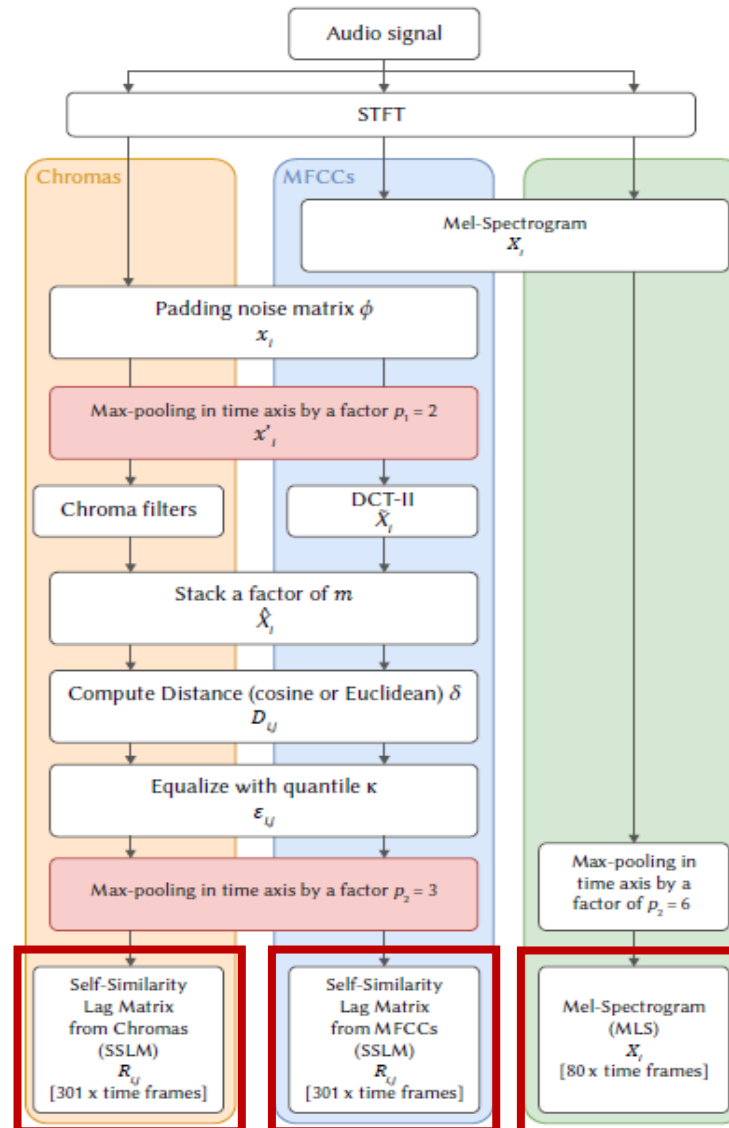 Audio signal
STFT
Chromas
MFCCs
Mel-Spectrogram
X_i
Padding noise matrix ϕ
x_i
Max-pooling in time axis by a factor p_1 = 2
x'_i
Chroma filters
DCT-II
X̃_i
Stack a factor of m
X̂_i
Compute Distance (cosine or Euclidean) δ
D_i,j
Equalize with quantile κ
ε_i,j
Max-pooling in time axis by a factor p_2 = 3
Max-pooling in
time axis by a
factor of p_2 = 6
Self-Similarity
Lag Matrix
from Chromas
(SSLM)
R_i,j
[301 x time frames]
Self-Similarity
Lag Matrix
from MFCCs
(SSLM)
R_i,j
[301 x time frames]
Mel-Spectrogram
(MLS)
X_i
[80 x time frames]